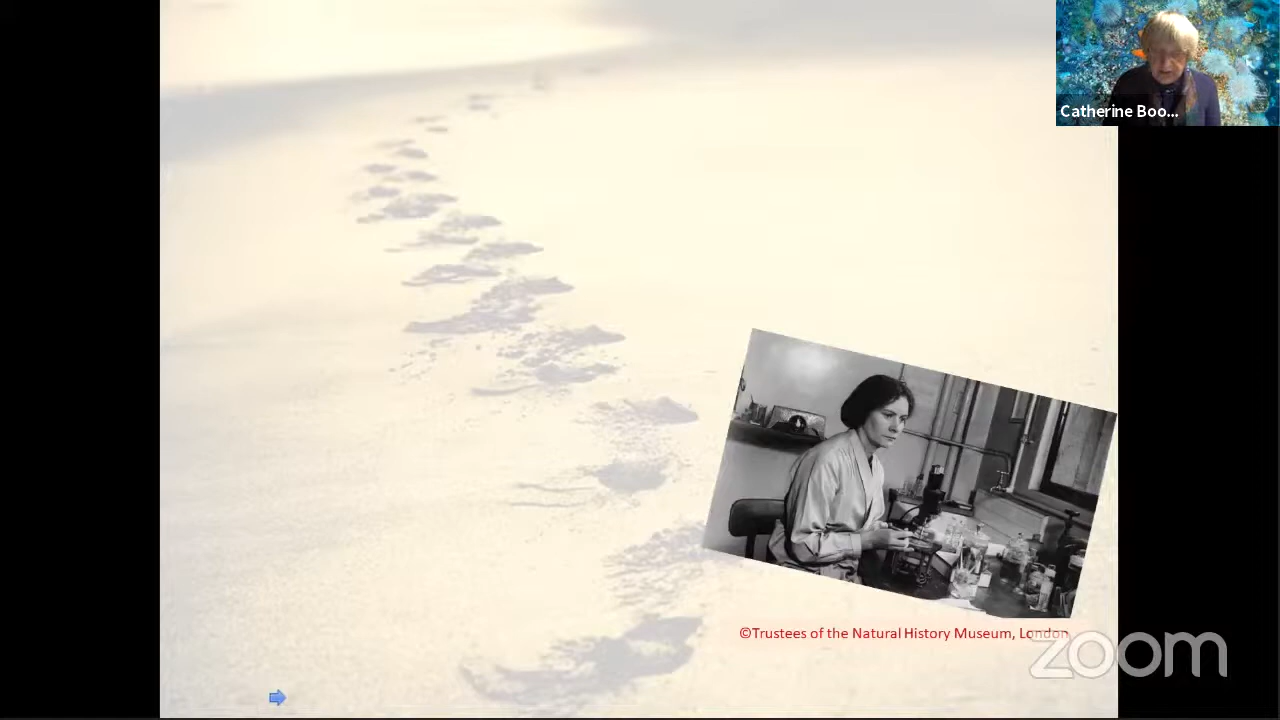 Catherine Boo...
©Trustees of the Natural History Museum, London
zoom